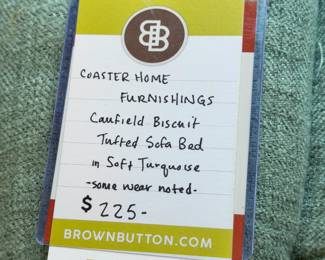 COASTER HOME
FURNISHINGS
Caufield Biscuit
Tufted Sofa Bed
in Soft Turquoise
-some wear noted-
$225-
BROWNBUTTON.COM